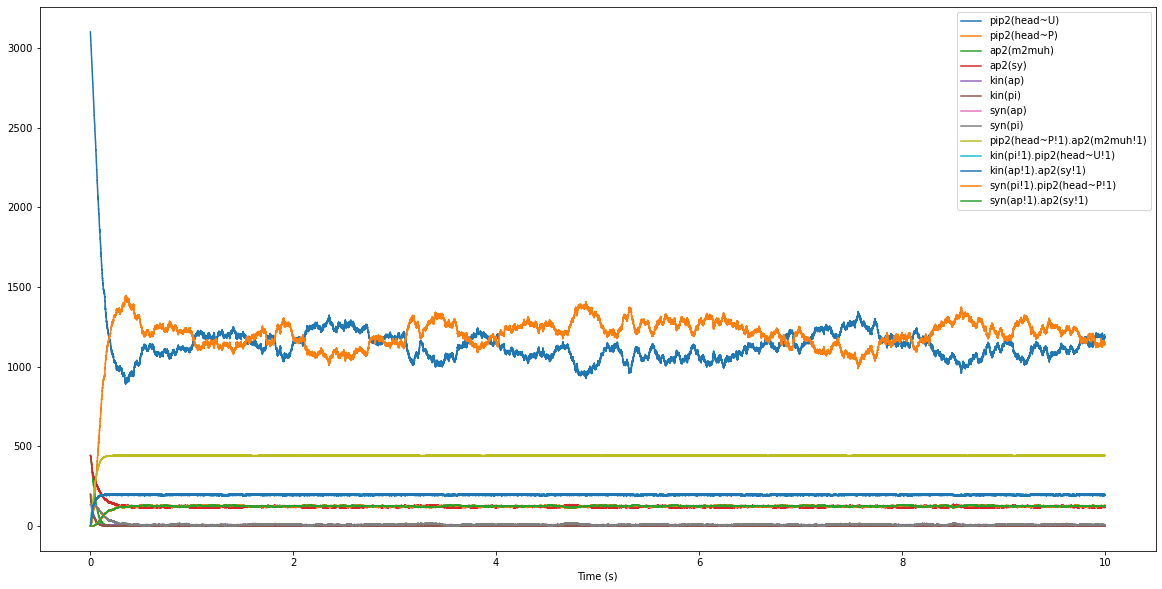 3000
2500
2000
1500
1000
500
0
0 2 4 6 8 10
Time (s)
pip2(head~U)
pip2(head~P)
ap2(m2muh)
ap2(sy)
kin(ap)
kin(pi)
syn(ap)
syn(pi)
pip2(head~P!1).ap2(m2muh!1)
kin(pi!1).pip2(head~U!1)
kin(ap!1).ap2(sy!1)
syn(pi!1).pip2(head~P!1)
syn(ap!1).ap2(sy!1)